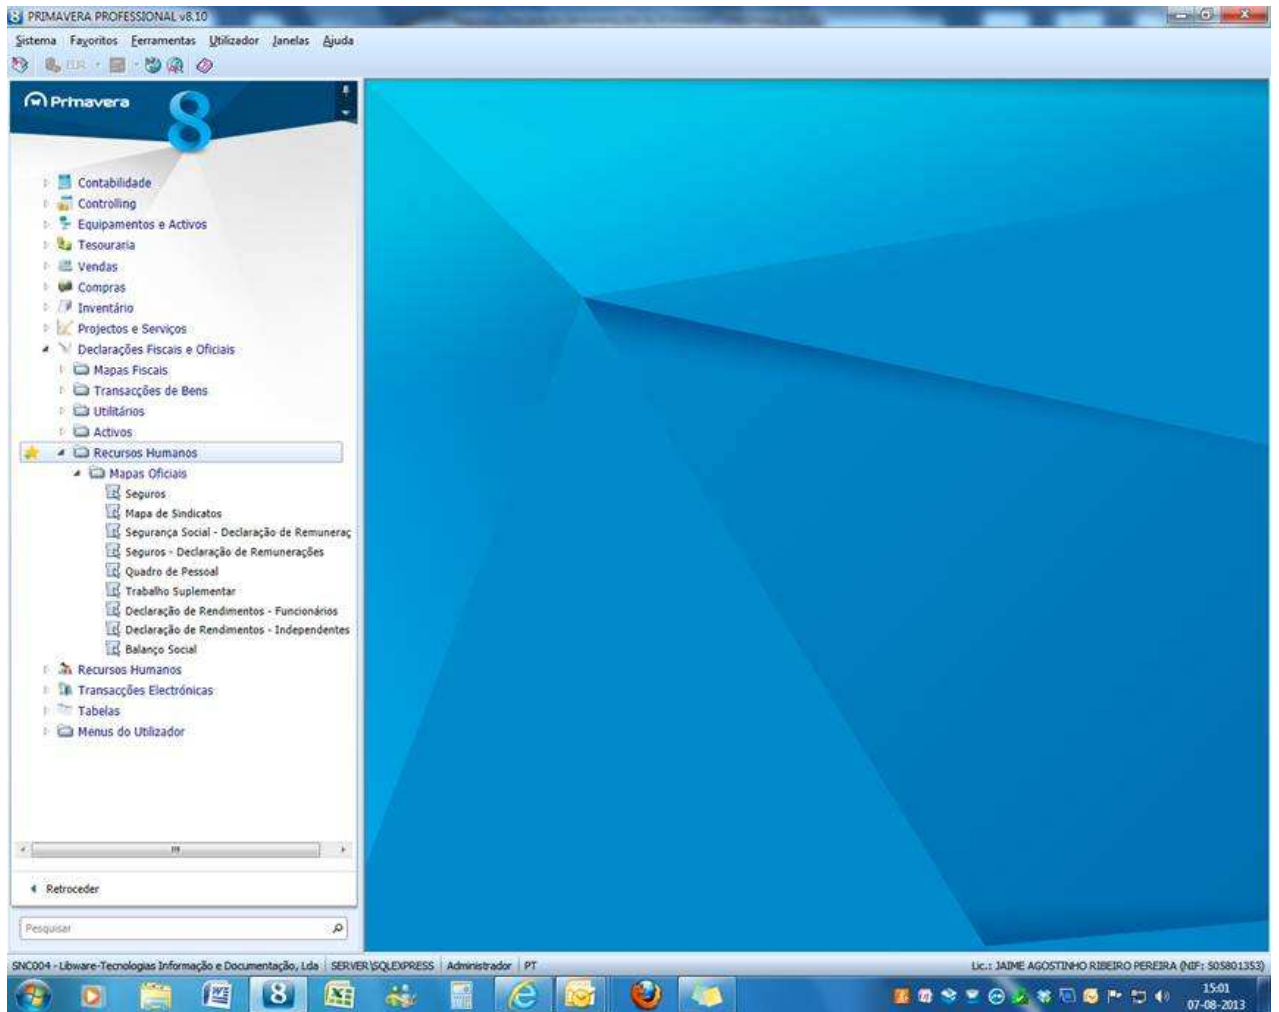 PRIMAVERA PROFESSIONAL v8.10
Sistema Favoritos Ferramentas Utilizador Janelas Ajuda
EUR
Primavera 8
Contabilidade
Controlling
Equipamentos e Activos
Tesouraria
Vendas
Compras
Inventário
Projectos e Serviços
Declarações Fiscais e Oficiais
Mapas Fiscais
Transacções de Bens
Utilitários
Activos
Recursos Humanos
Mapas Oficiais
Seguros
Mapa de Sindicatos
Segurança Social - Declaração de Remuneraç
Seguros - Declaração de Remunerações
Quadro de Pessoal
Trabalho Suplementar
Declaração de Rendimentos - Funcionários
Declaração de Rendimentos - Independentes
Balanço Social
Recursos Humanos
Transacções Electrónicas
Tabelas
Menus do Utilizador
Retroceder
Pesquisar
SNC004 - Libware-Tecnologias Informação e Documentação, Lda SERVER\SQLEXPRESS Administrador PT Lic.: JAIME AGOSTINHO RIBEIRO PEREIRA (NIF: 505801353)
15:01
07-08-2013